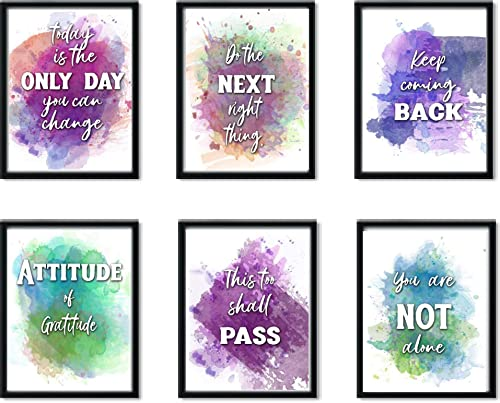 today
is the
ONLY DAY
you can
change
Do the
NEXT
right
thing.
Keep
coming
BACK
ATTITUDE
of
Gratitude
This too
shall
PASS
You are
NOT
alone